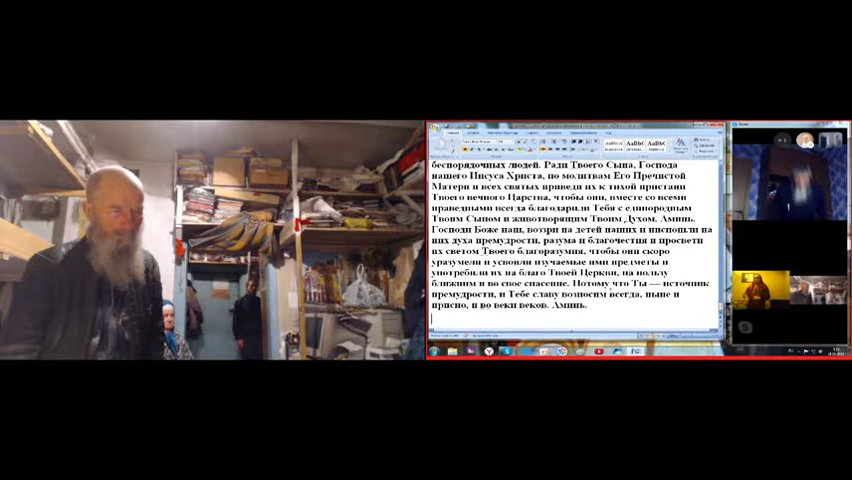 беспорядочных людей. Ради Твоего Сына, Господа
нашего Иисуса Христа, по молитвам Его Пречистой
Матери и всех святых приведи их к тихой пристани
Твоего вечного Царства, чтобы они, вместе со всеми
праведными всегда благодарили Тебя с единородным
Твоим Сыном и животворящим Твоим Духом. Аминь.
Господи Боже наш, воззри на детей наших и ниспошли на
них духа премудрости, разума и благочестия и просвети
их светом Твоего благоразумия, чтобы они скоро
уразумели и усвоили изучаемые ими предметы и
употребили их на благо Твоей Церкви, на пользу
ближним и во свое спасение. Потому что Ты — источник
премудрости, и Тебе славу возносим всегда, ныне и
присно, и во веки веков. Аминь.